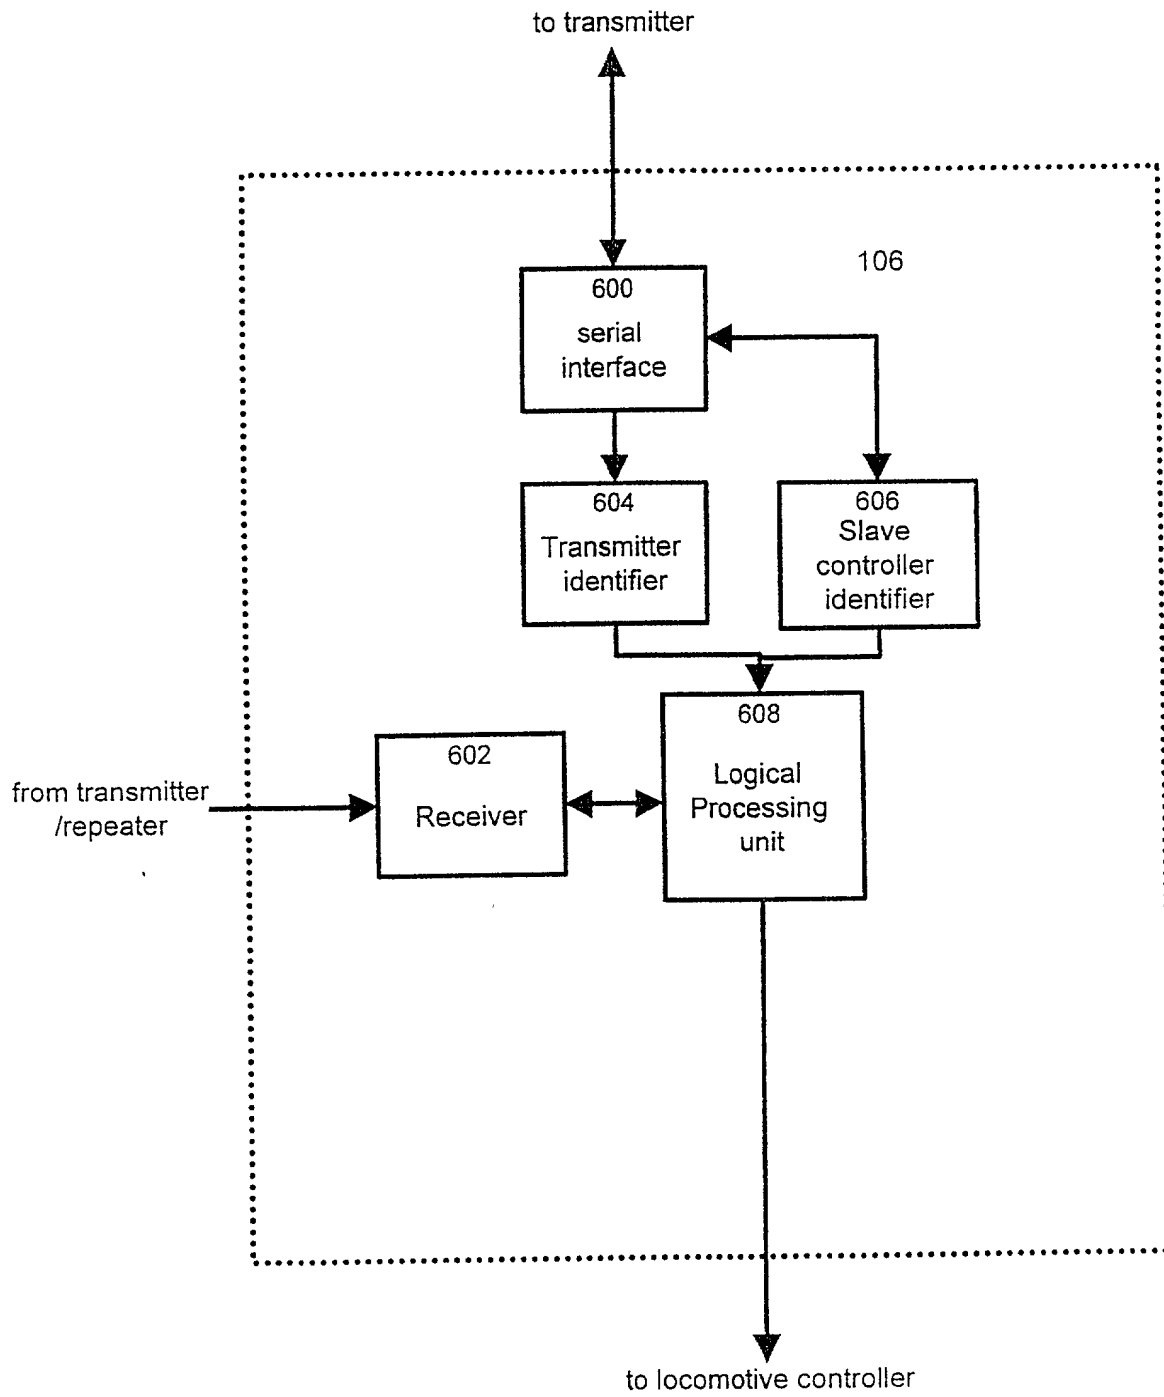 to transmitter
106
600
serial
interface
604
Transmitter
identifier
606
Slave
controller
identifier
608
Logical
Processing
unit
602
Receiver
from transmitter
/repeater
to locomotive controller